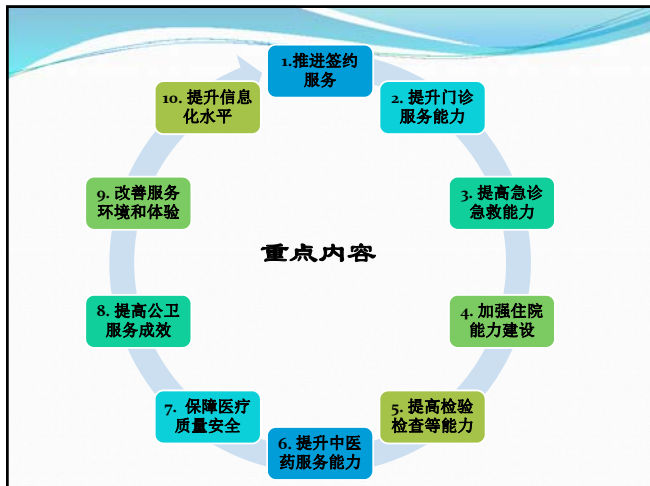 1.推进签约
服务
2. 提升门诊
服务能力
3. 提高急诊
急救能力
4. 加强住院
能力建设
5. 提高检验
检查等能力
6. 提升中医
药服务能力
7. 保障医疗
质量安全
8. 提高公卫
服务成效
9. 改善服务
环境和体验
10. 提升信息
化水平
重点内容